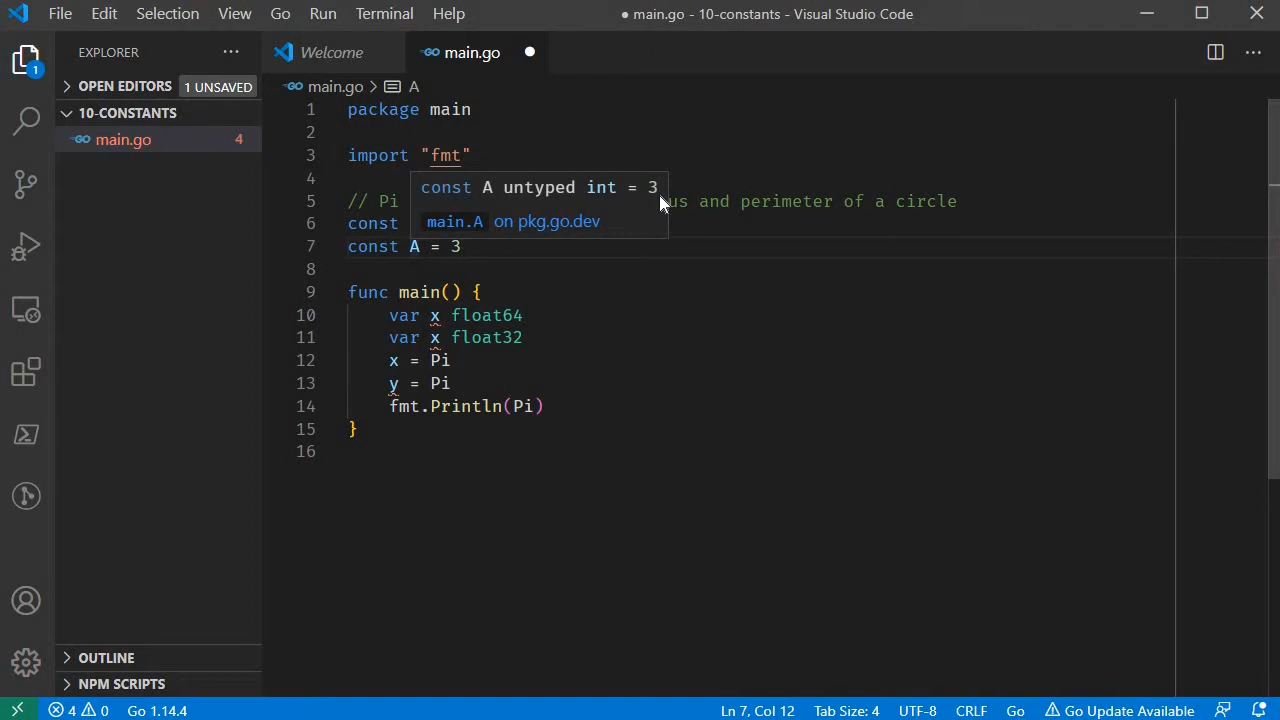 File Edit Selection View Go Run Terminal Help
● main.go - 10-constants - Visual Studio Code
EXPLORER
Welcome
main.go
OPEN EDITORS 1 UNSAVED
main.go > A
10-CONSTANTS
main.go 4
1 package main
2
3 import "fmt"
4
const A untyped int = 3
main.A on pkg.go.dev
5 // Pi us and perimeter of a circle
6 const
7 const A = 3
8
9 func main() {
10 var x float64
11 var x float32
12 x = Pi
13 y = Pi
14 fmt.Println(Pi)
15 }
16
OUTLINE
NPM SCRIPTS
1
4 0 Go 1.14.4 Ln 7, Col 12 Tab Size: 4 UTF-8 CRLF Go Go Update Available